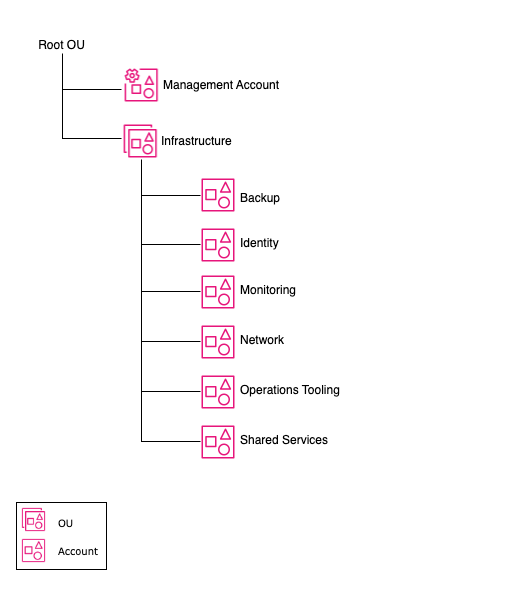 Root OU
Management Account
Infrastructure
Backup
Identity
Monitoring
Network
Operations Tooling
Shared Services
OU
Account